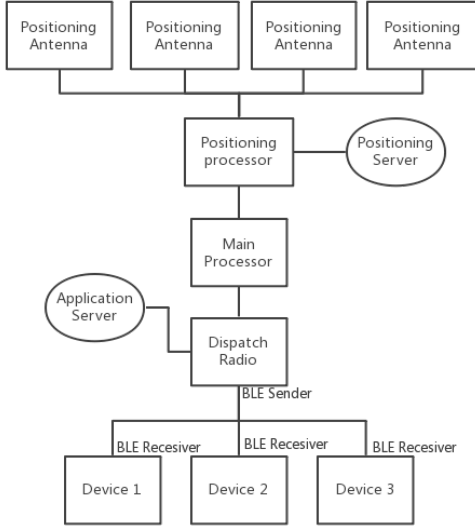 Positioning
Antenna
Positioning
Antenna
Positioning
Antenna
Positioning
Antenna
Positioning
processor
Positioning
Server
Main
Processor
Application
Server
Dispatch
Radio
BLE Sender
BLE Recesiver
BLE Recesiver
BLE Recesiver
Device 1
Device 2
Device 3